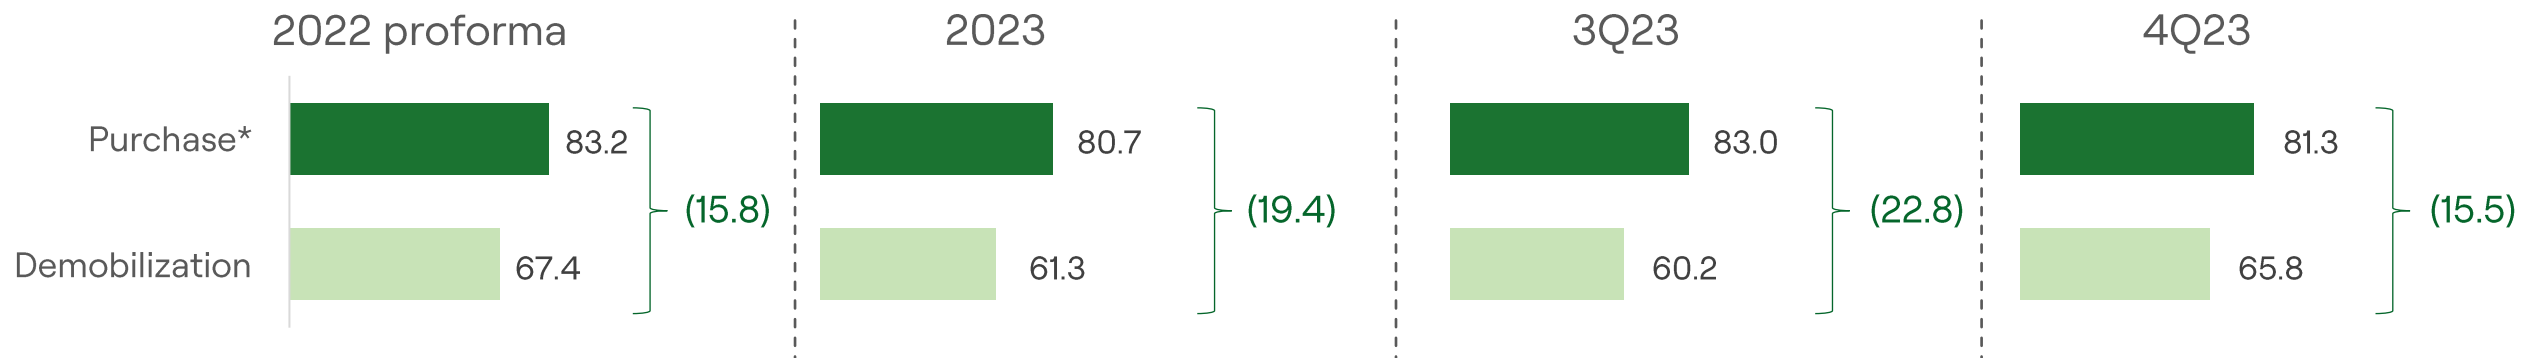 2022 proforma
2023
3Q23
4Q23
Purchase*
83.2
80.7
83.0
81.3
(15.8)
(19.4)
(22.8)
(15.5)
Demobilization
67.4
61.3
60.2
65.8